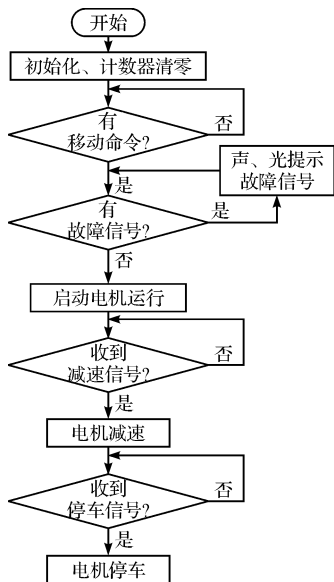 开始
初始化、计数器清零
有
移动命令?
否
声、光提示
故障信号
是
有
故障信号?
是
否
启动电机运行
收到
减速信号?
否
是
电机减速
收到
停车信号?
否
是
电机停车